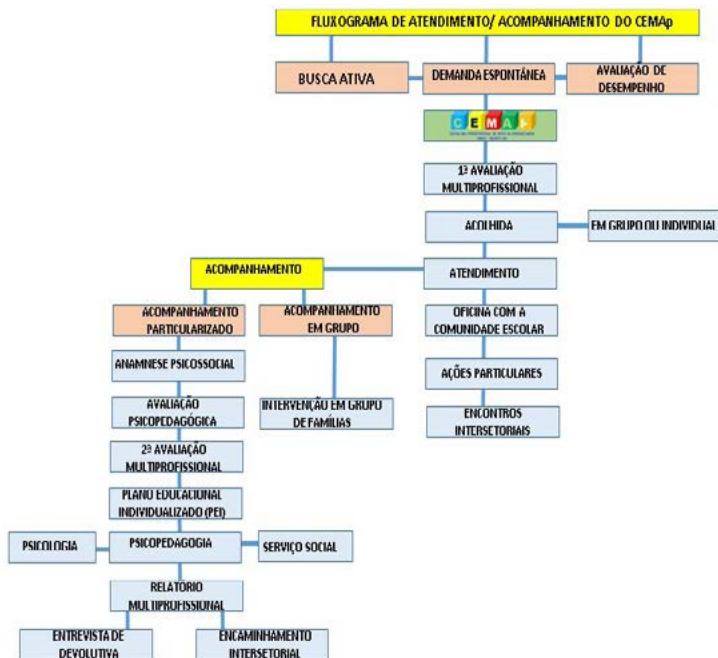 FLUXOGRAMA DE ATENDIMENTO/ ACOMPANHAMENTO DO CEMAp
BUSCA ATIVA
DEMANDA ESPONTÂNEA
AVALIAÇÃO DE
DESEMPENHO
CEMAP
1ª AVALIAÇÃO
MULTIPROFISSIONAL
ACOLHIDA
EM GRUPO OU INDIVIDUAL
ACOMPANHAMENTO
ATENDIMENTO
ACOMPANHAMENTO
PARTICULARIZADO
ACOMPANHAMENTO
EM GRUPO
OFICINA COM A
COMUNIDADE ESCOLAR
ANAMNESE PSICOSSOCIAL
AÇÕES PARTICULARES
AVALIAÇÃO
PSICOPEDAGÓGICA
INTERVENÇÃO EM GRUPO
DE FAMÍLIAS
ENCONTROS
INTERSETORIAIS
2ª AVALIAÇÃO
MULTIPROFISSIONAL
PLANO EDUCACIONAL
INDIVIDUALIZADO (PEI)
PSICOLOGIA
PSICOPEDAGOGIA
SERVIÇO SOCIAL
RELATÓRIO
MULTIPROFISSIONAL
ENTREVISTA DE
DEVOLUTIVA
ENCAMINHAMENTO
INTERSETORIAL